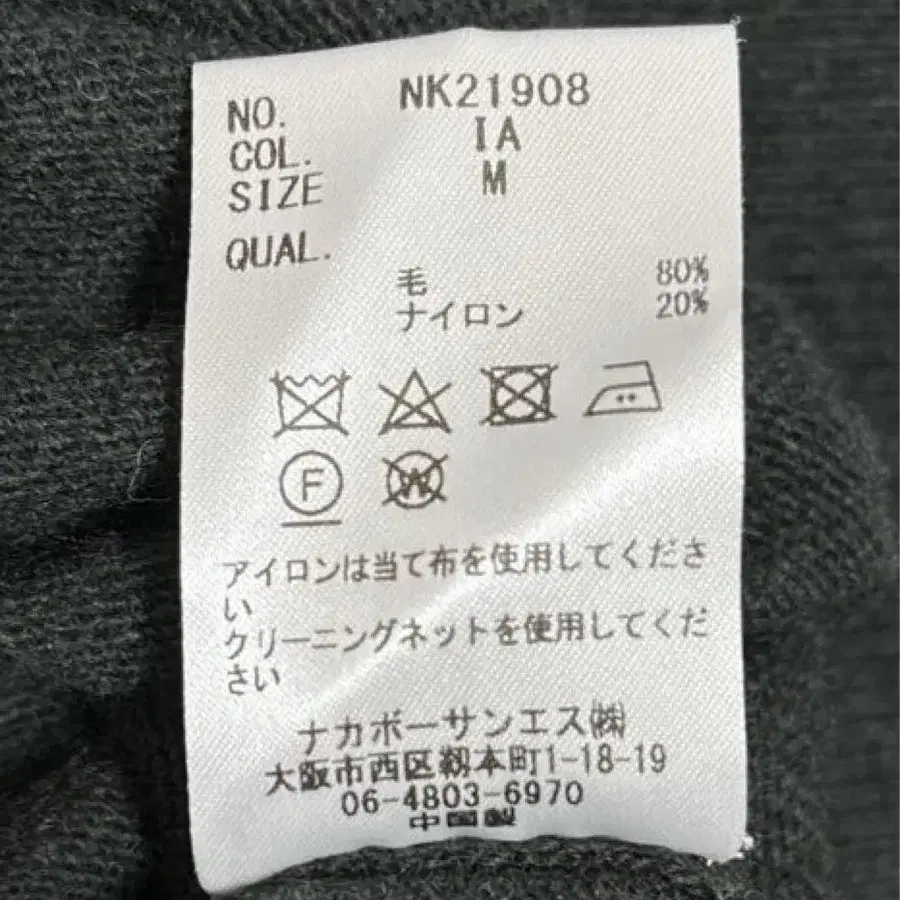 NO. NK21908
COL. IA
SIZE M
QUAL.
毛 80%
ナイロン 20%
F
W
アイロンは当て布を使用してくださ
い
クリーニングネットを使用してくだ
さい
ナカボーサンエス㈱
大阪市西区靱本町1-18-19
06-4803-6970
中国製